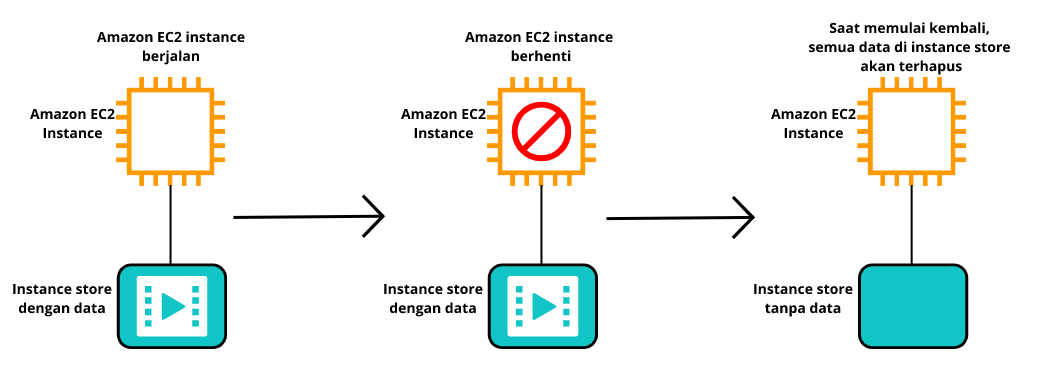 Amazon EC2 instance
berjalan
Amazon EC2
Instance
Instance store
dengan data
Amazon EC2 instance
berhenti
Amazon EC2
Instance
Instance store
dengan data
Saat memulai kembali,
semua data di instance store
akan terhapus
Amazon EC2
Instance
Instance store
tanpa data